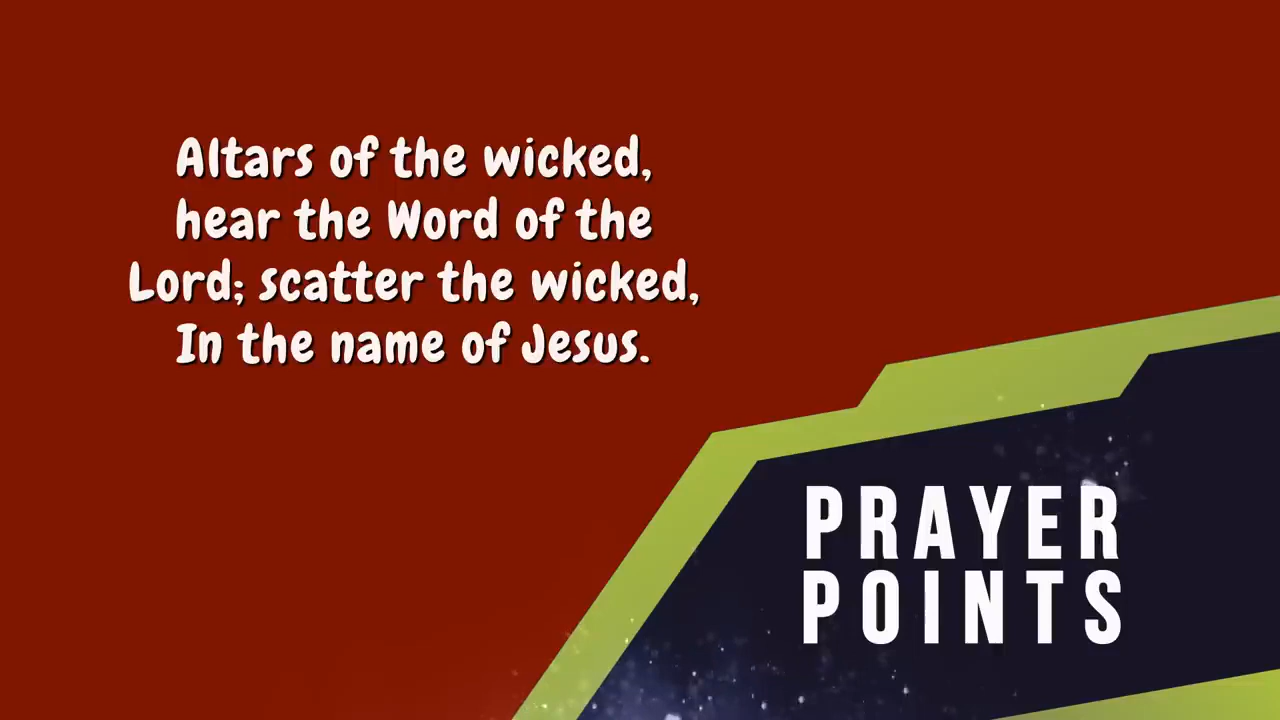 Altars of the wicked,
hear the Word of the
Lord; scatter the wicked,
In the name of Jesus.
PRAYER
POINTS